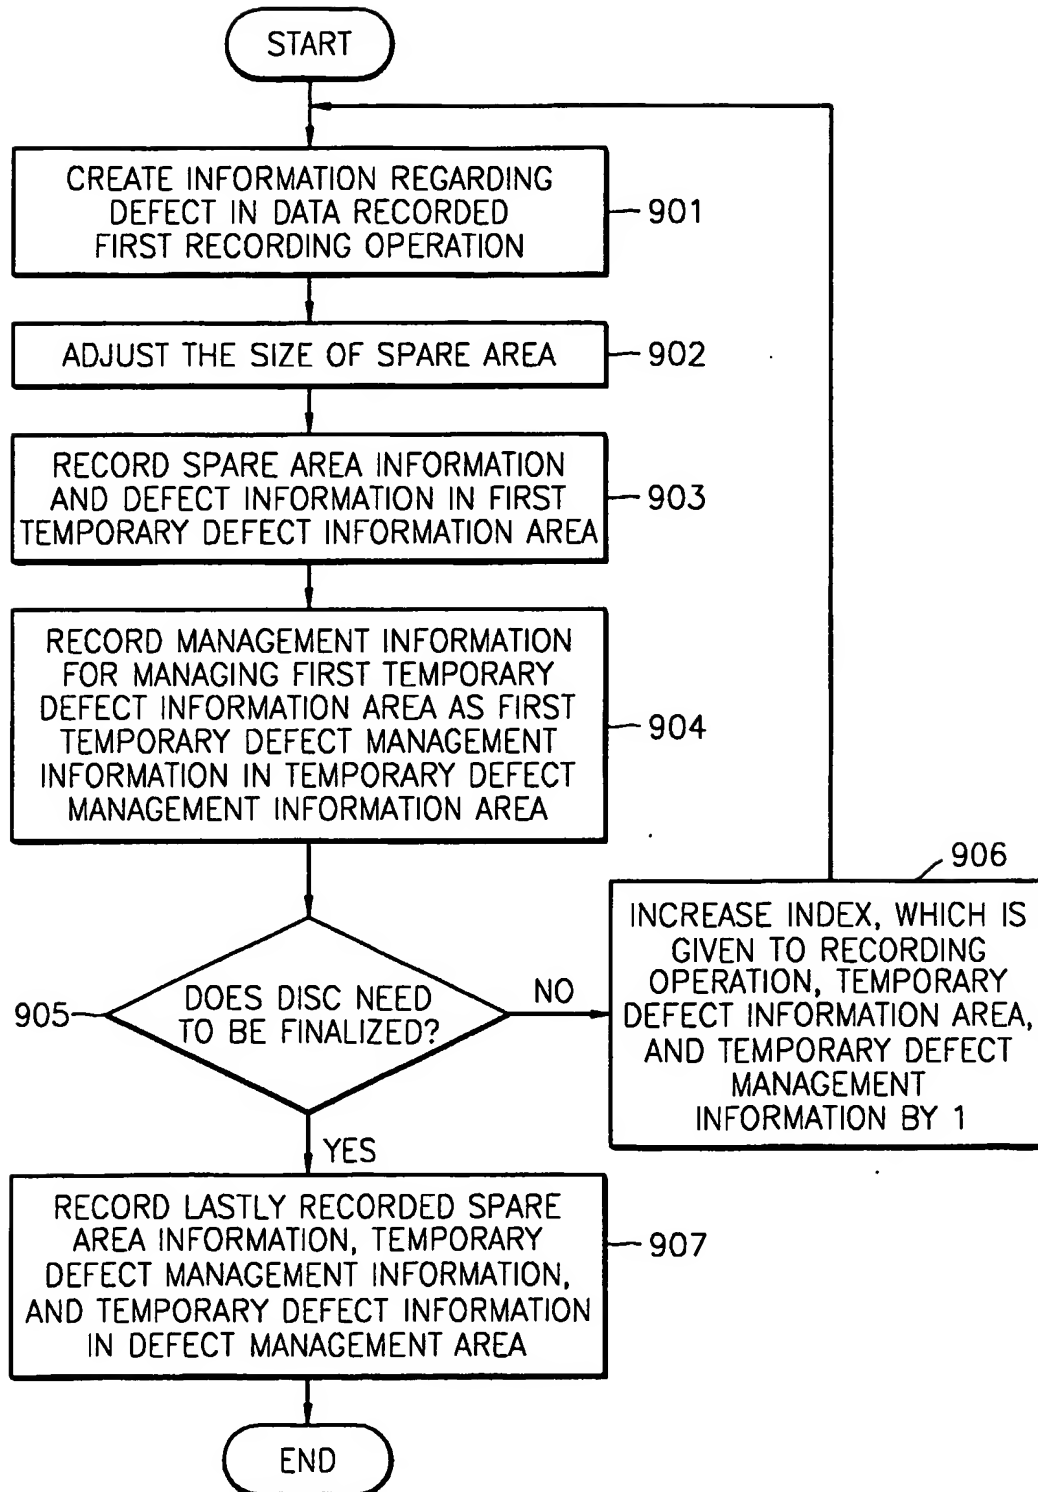 START
CREATE INFORMATION REGARDING
DEFECT IN DATA RECORDED
FIRST RECORDING OPERATION
901
ADJUST THE SIZE OF SPARE AREA
902
RECORD SPARE AREA INFORMATION
AND DEFECT INFORMATION IN FIRST
TEMPORARY DEFECT INFORMATION AREA
903
RECORD MANAGEMENT INFORMATION
FOR MANAGING FIRST TEMPORARY
DEFECT INFORMATION AREA AS FIRST
TEMPORARY DEFECT MANAGEMENT
INFORMATION IN TEMPORARY DEFECT
MANAGEMENT INFORMATION AREA
904
905
DOES DISC NEED
TO BE FINALIZED?
NO
906
INCREASE INDEX, WHICH IS
GIVEN TO RECORDING
OPERATION, TEMPORARY
DEFECT INFORMATION AREA,
AND TEMPORARY DEFECT
MANAGEMENT
INFORMATION BY 1
YES
RECORD LASTLY RECORDED SPARE
AREA INFORMATION, TEMPORARY
DEFECT MANAGEMENT INFORMATION,
AND TEMPORARY DEFECT INFORMATION
IN DEFECT MANAGEMENT AREA
907
END